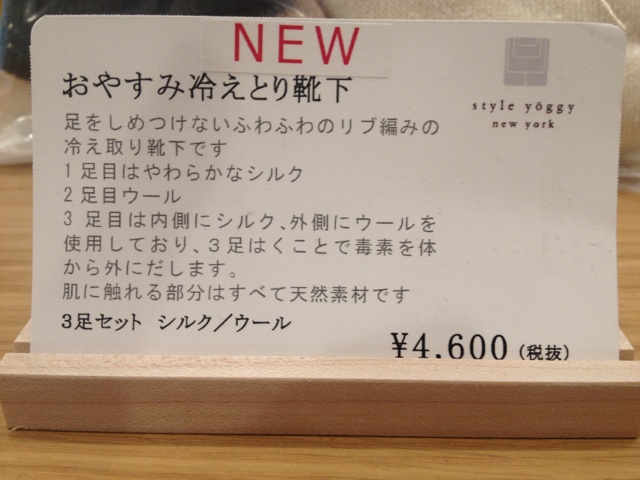 NEW
おやすみ冷えとり靴下
style yöggy
new york
足をしめつけないふわふわのリブ編みの
冷え取り靴下です
1足目はやわらかなシルク
2足目ウール
3 足目は内側にシルク、外側にウールを
使用しており、3足はくことで毒素を体
から外にだします。
肌に触れる部分はすべて天然素材です
3足セット シルク／ウール
¥4,600（税抜）